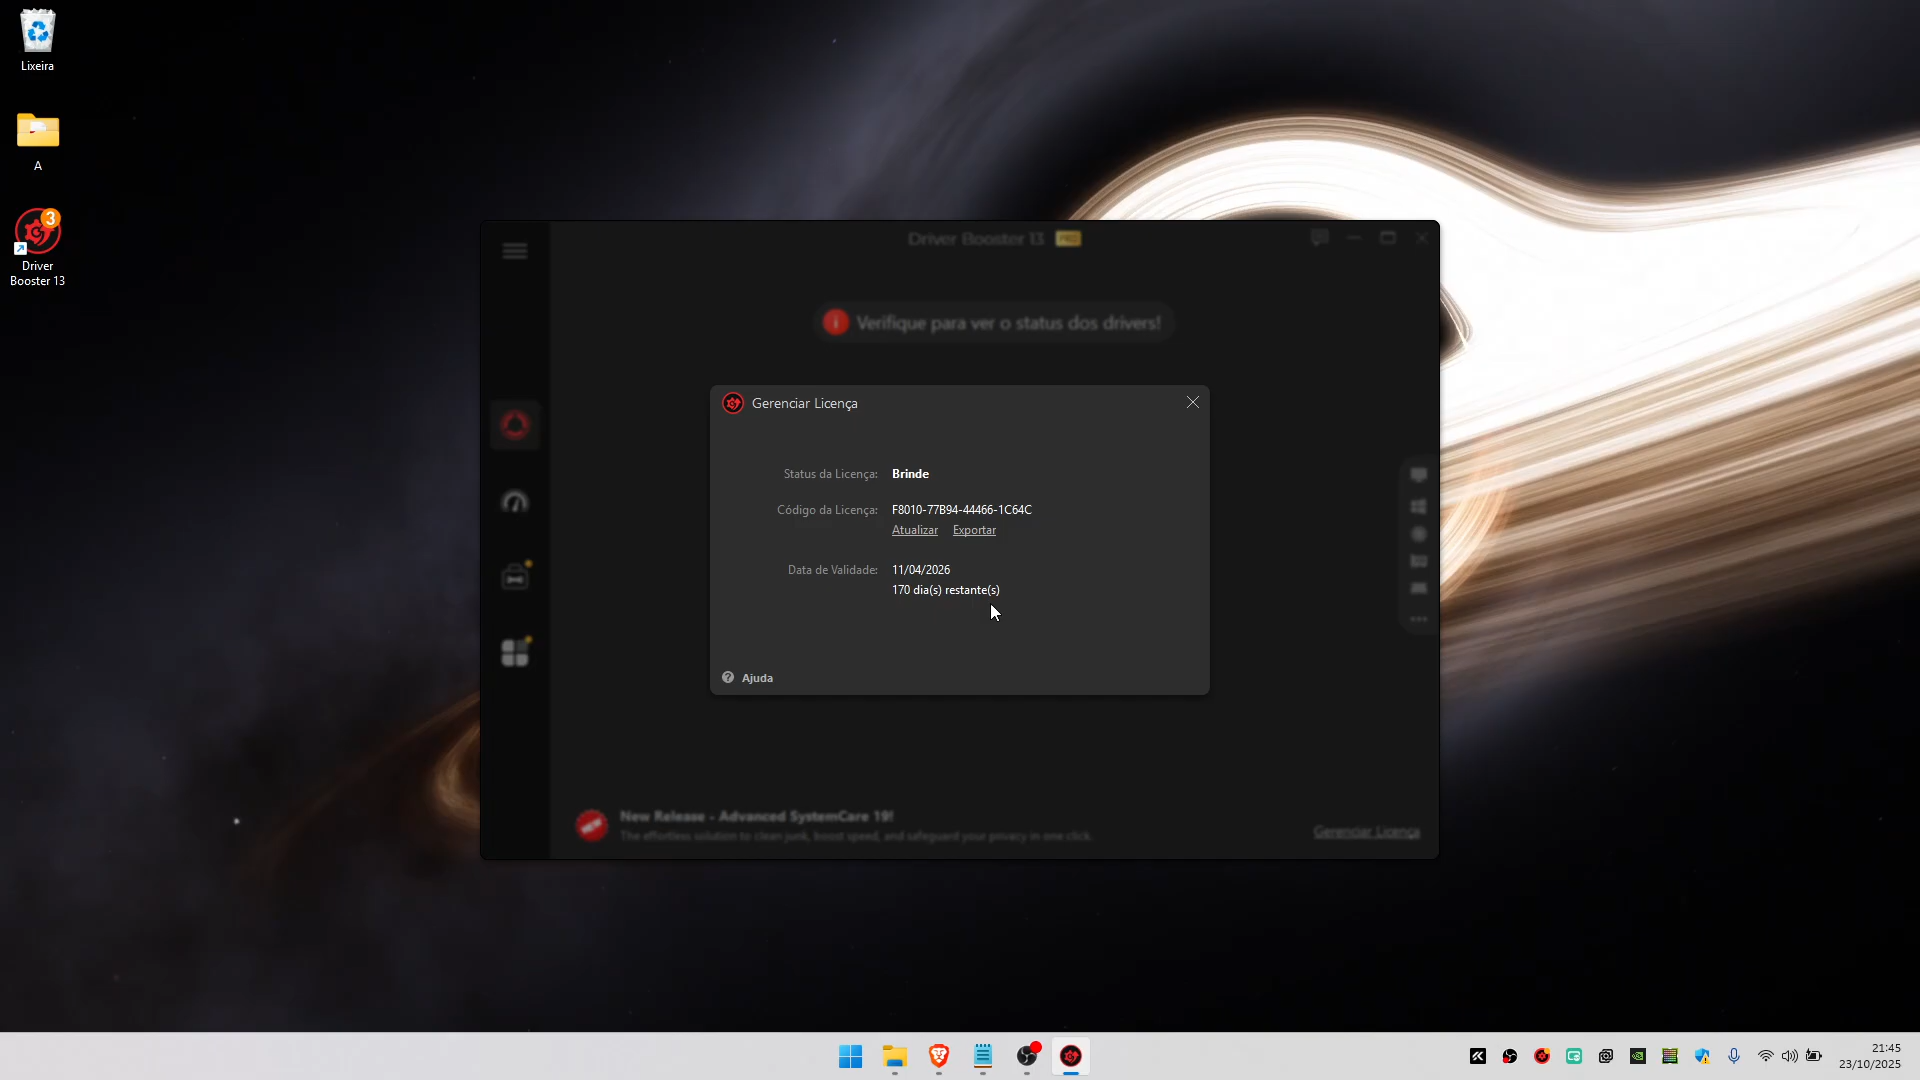 Lixeira
A
3
Driver
Booster 13
Driver Booster 13 PRO
Verifique para ver o status dos drivers!
Gerenciar Licença
Status da Licença: Brinde
Código da Licença: F8010-77B94-44466-1C64C
Atualizar Exportar
Data de Validade: 11/04/2026
170 dia(s) restante(s)
Ajuda
New Release - Advanced SystemCare 19!
The effortless solution to clean junk, boost speed, and safeguard your privacy in one click.
Gerenciar Licença
21:45
23/10/2025